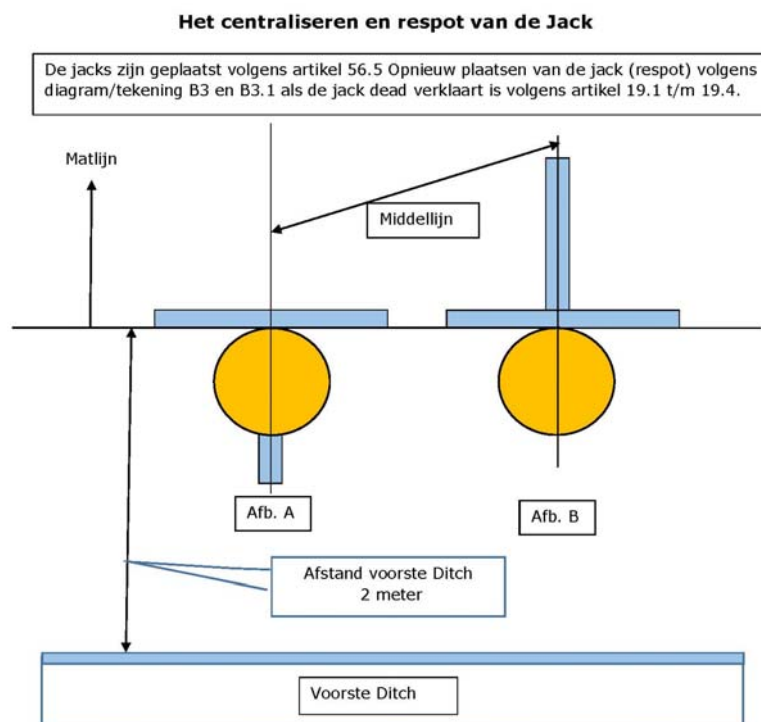 Het centraliseren en respot van de Jack
De jacks zijn geplaatst volgens artikel 56.5 Opnieuw plaatsen van de jack (respot) volgens
diagram/tekening B3 en B3.1 als de jack dead verklaart is volgens artikel 19.1 t/m 19.4.
Matlijn
Middellijn
Afb. A
Afb. B
Afstand voorste Ditch
2 meter
Voorste Ditch